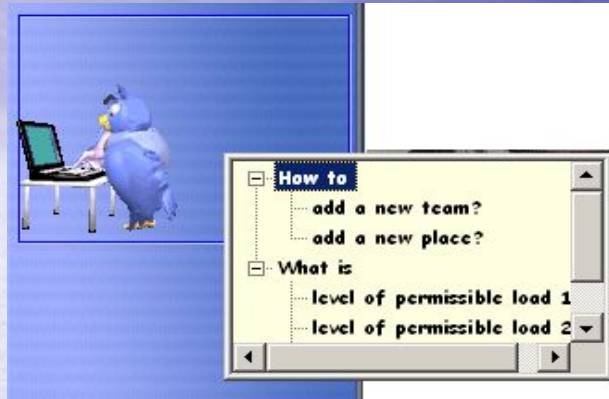 How to
add a new team?
add a new place?
What is
level of permissible load 1
level of permissible load 2